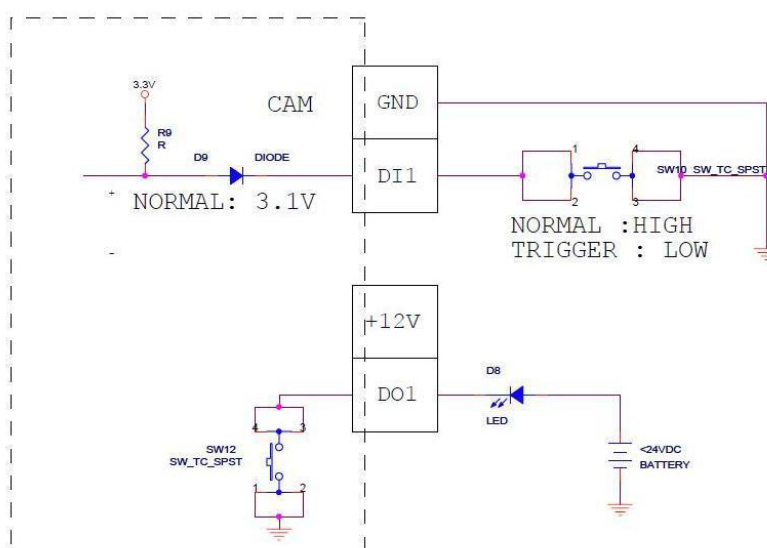 3.3V
R9
R
CAM
GND
D9
DIODE
DI1
+
NORMAL: 3.1V
-
1
4
2
3
SW10 SW_TC_SPST
NORMAL :HIGH
TRIGGER : LOW
+12V
DO1
D8
LED
4
3
SW12
SW_TC_SPST
1
2
<24VDC
BATTERY